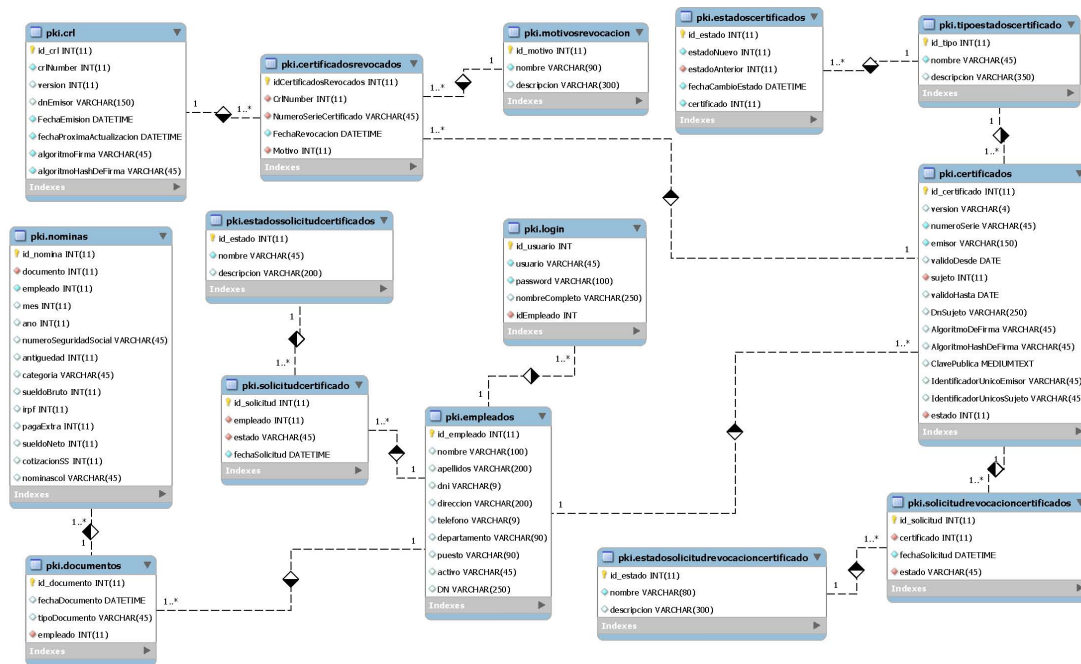 pki.crl
id_crl INT(11)
crlNumber INT(11)
version INT(11)
dnEmisor VARCHAR(150)
FechaEmision DATETIME
fechaProximaActualizacion DATETIME
algoritmoFirma VARCHAR(45)
algoritmoHashDeFirma VARCHAR(45)
Indexes
1
1..*
pki.certificadosrevocados
idCertificadosRevocados INT(11)
CrlNumber INT(11)
NumeroSerieCertificado VARCHAR(45)
FechaRevocacion DATETIME
Motivo INT(11)
Indexes
1..*
1
1..*
pki.motivosrevocacion
id_motivo INT(11)
nombre VARCHAR(90)
descripcion VARCHAR(300)
Indexes
pki.estadoscertificados
id_estado INT(11)
estadoNuevo INT(11)
estadoAnterior INT(11)
fechaCambioEstado DATETIME
certificado INT(11)
Indexes
1..*
1
pki.tipoestadoscertificado
id_tipo INT(11)
nombre VARCHAR(45)
descripcion VARCHAR(350)
Indexes
1
1..*
pki.certificados
id_certificado INT(11)
version VARCHAR(4)
numeroSerie VARCHAR(45)
emisor VARCHAR(150)
validoDesde DATE
sujeto INT(11)
validoHasta DATE
DnSujeto VARCHAR(250)
AlgoritmoDeFirma VARCHAR(45)
AlgoritmoHashDeFirma VARCHAR(45)
ClavePublica MEDIUMTEXT
IdentificadorUnicoEmisor VARCHAR(45)
IdentificadorUnicosSujeto VARCHAR(45
estado INT(11)
Indexes
1
1..*
1
1..*
pki.nominas
id_nomina INT(11)
documento INT(11)
empleado INT(11)
mes INT(11)
ano INT(11)
numeroSeguridadSocial VARCHAR(45)
antiguedad INT(11)
categoria VARCHAR(45)
sueldoBruto INT(11)
irpf INT(11)
pagaExtra INT(11)
sueldoNeto INT(11)
cotizacionSS INT(11)
nominascol VARCHAR(45)
Indexes
1..*
1
pki.estadossolicitudcertificados
id_estado INT(11)
nombre VARCHAR(45)
descripcion VARCHAR(200)
Indexes
1
1..*
pki.solicitudcertificado
id_solicitud INT(11)
empleado INT(11)
estado VARCHAR(45)
fechaSolicitud DATETIME
Indexes
1..*
1
pki.login
id_usuario INT
usuario VARCHAR(45)
password VARCHAR(100)
nombreCompleto VARCHAR(250)
idEmpleado INT
Indexes
1..*
1
pki.empleados
id_empleado INT(11)
nombre VARCHAR(100)
apellidos VARCHAR(200)
dni VARCHAR(9)
direccion VARCHAR(200)
telefono VARCHAR(9)
departamento VARCHAR(90)
puesto VARCHAR(90)
activo VARCHAR(45)
DN VARCHAR(250)
Indexes
1
1
1..*
pki.documentos
id_documento INT(11)
fechaDocumento DATETIME
tipoDocumento VARCHAR(45)
empleado INT(11)
Indexes
pki.estadosolicitudrevocacioncertificado
id_estado INT(11)
nombre VARCHAR(80)
descripcion VARCHAR(300)
Indexes
1
1..*
pki.solicitudrevocacioncertificados
id_solicitud INT(11)
certificado INT(11)
fechaSolicitud DATETIME
estado VARCHAR(45)
Indexes